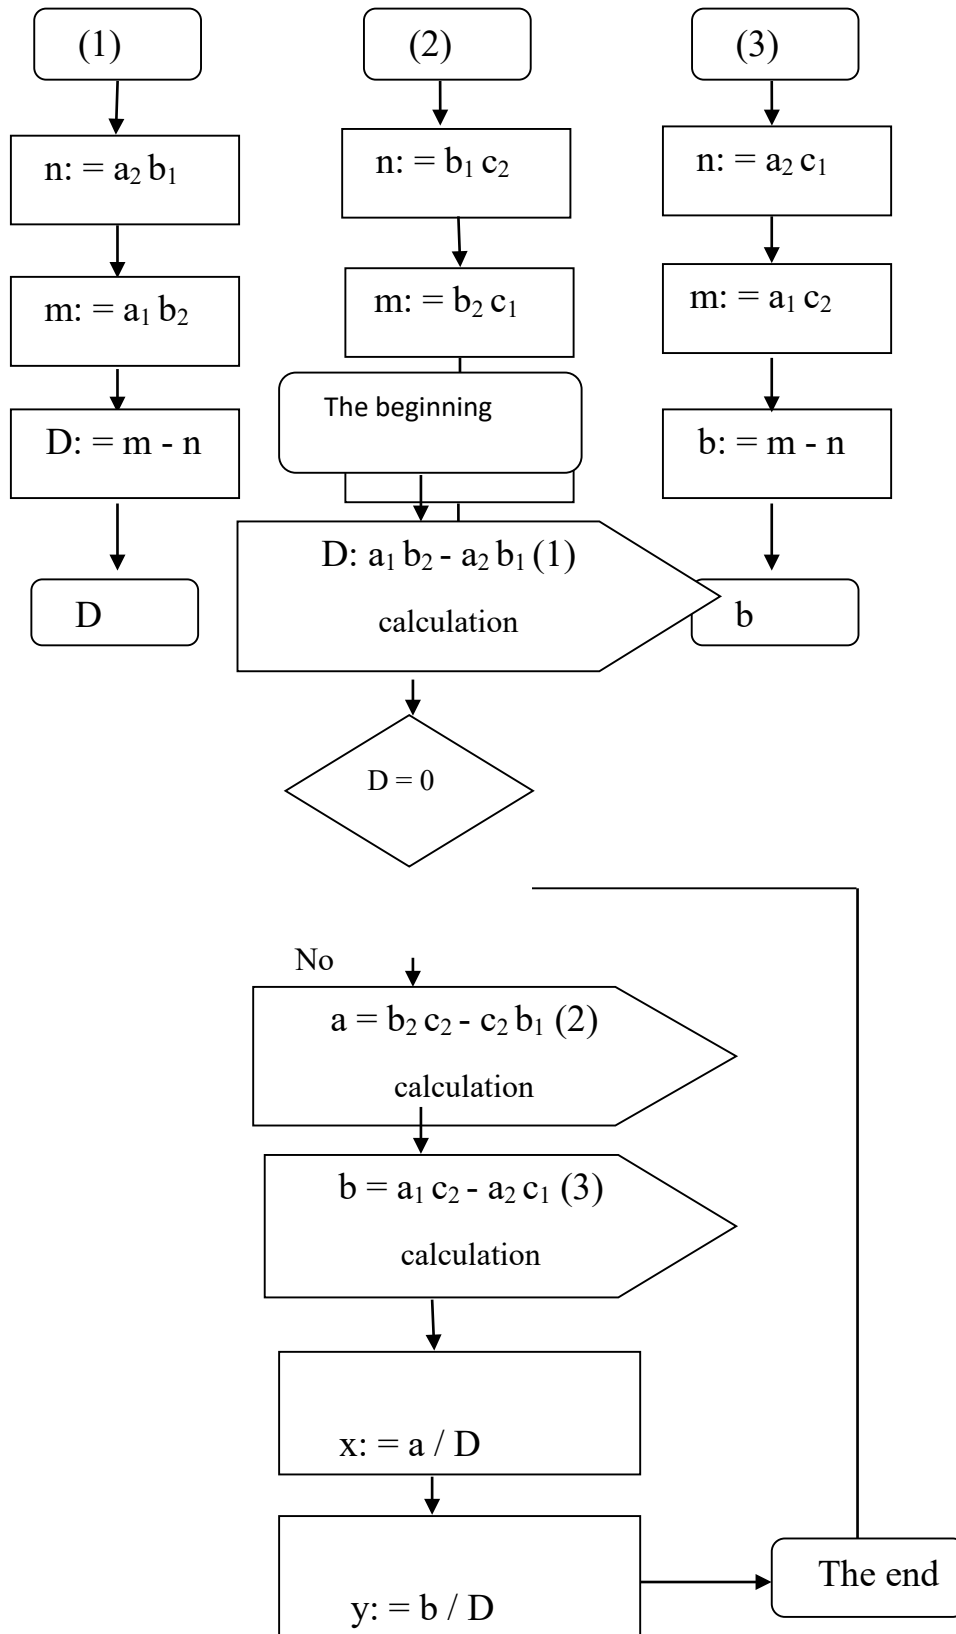 (1)
(2)
(3)
n: = a₂ b₁
n: = b₁ c₂
n: = a₂ c₁
m: = a₁ b₂
m: = b₂ c₁
m: = a₁ c₂
D: = m - n
The beginning
b: = m - n
D: a₁ b₂ - a₂ b₁ (1)
calculation
D
b
D = 0
No
a = b₂ c₂ - c₂ b₁ (2)
calculation
b = a₁ c₂ - a₂ c₁ (3)
calculation
x: = a / D
y: = b / D
The end